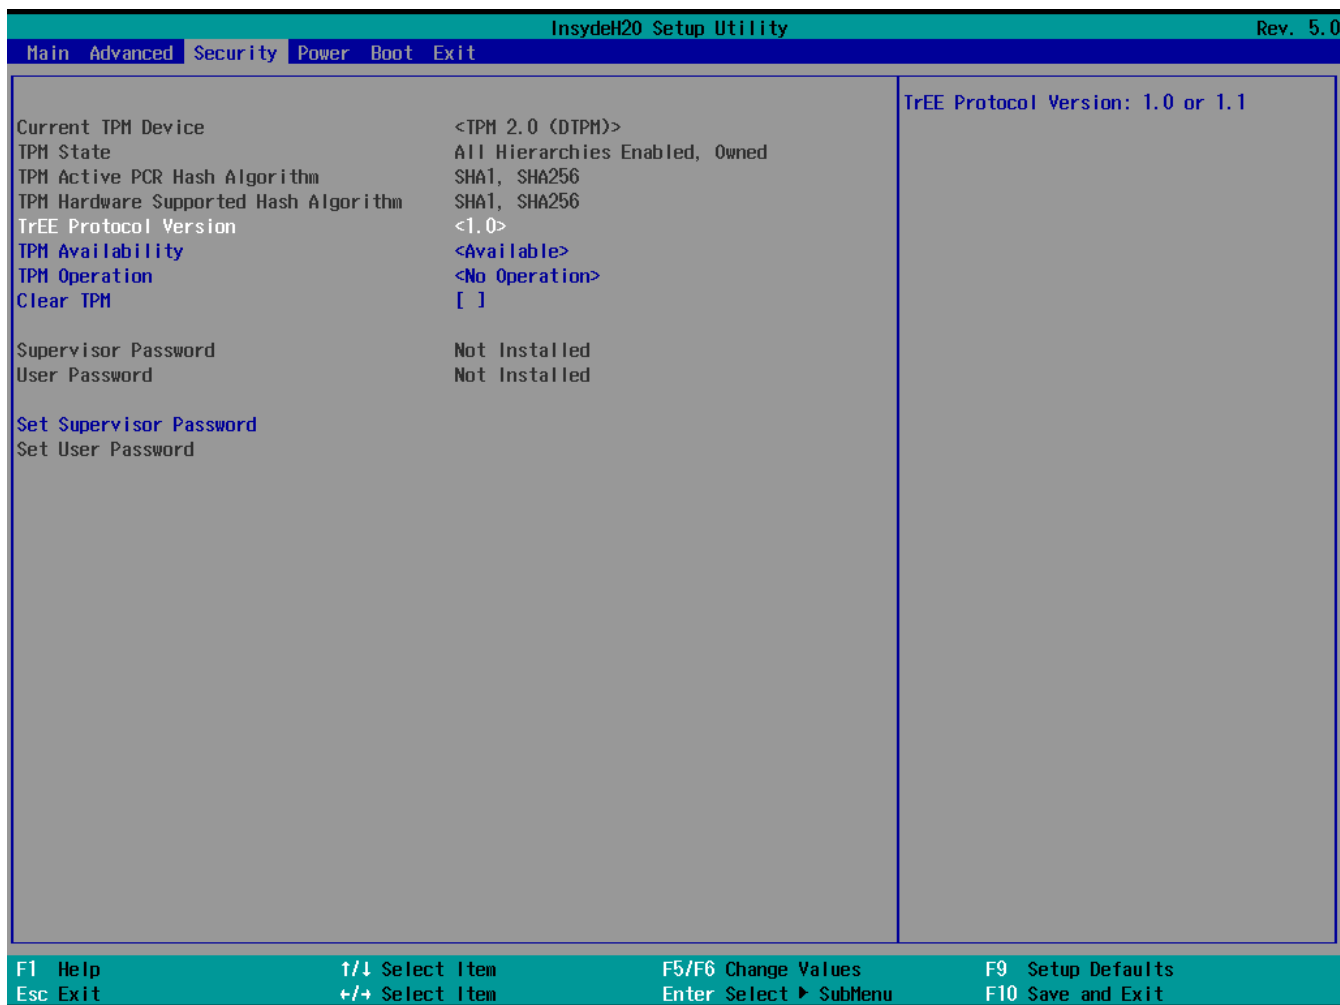 InsydeH20 Setup Utility Rev. 5.0
Main Advanced Security Power Boot Exit
TrEE Protocol Version: 1.0 or 1.1
Current TPM Device <TPM 2.0 (DTPM)>
TPM State All Hierarchies Enabled, Owned
TPM Active PCR Hash Algorithm SHA1, SHA256
TPM Hardware Supported Hash Algorithm SHA1, SHA256
TrEE Protocol Version <1.0>
TPM Availability <Available>
TPM Operation <No Operation>
Clear TPM [ ]
Supervisor Password Not Installed
User Password Not Installed
Set Supervisor Password
Set User Password
F1 Help ↑/↓ Select Item F5/F6 Change Values F9 Setup Defaults
Esc Exit ←/→ Select Item Enter Select ▶ SubMenu F10 Save and Exit